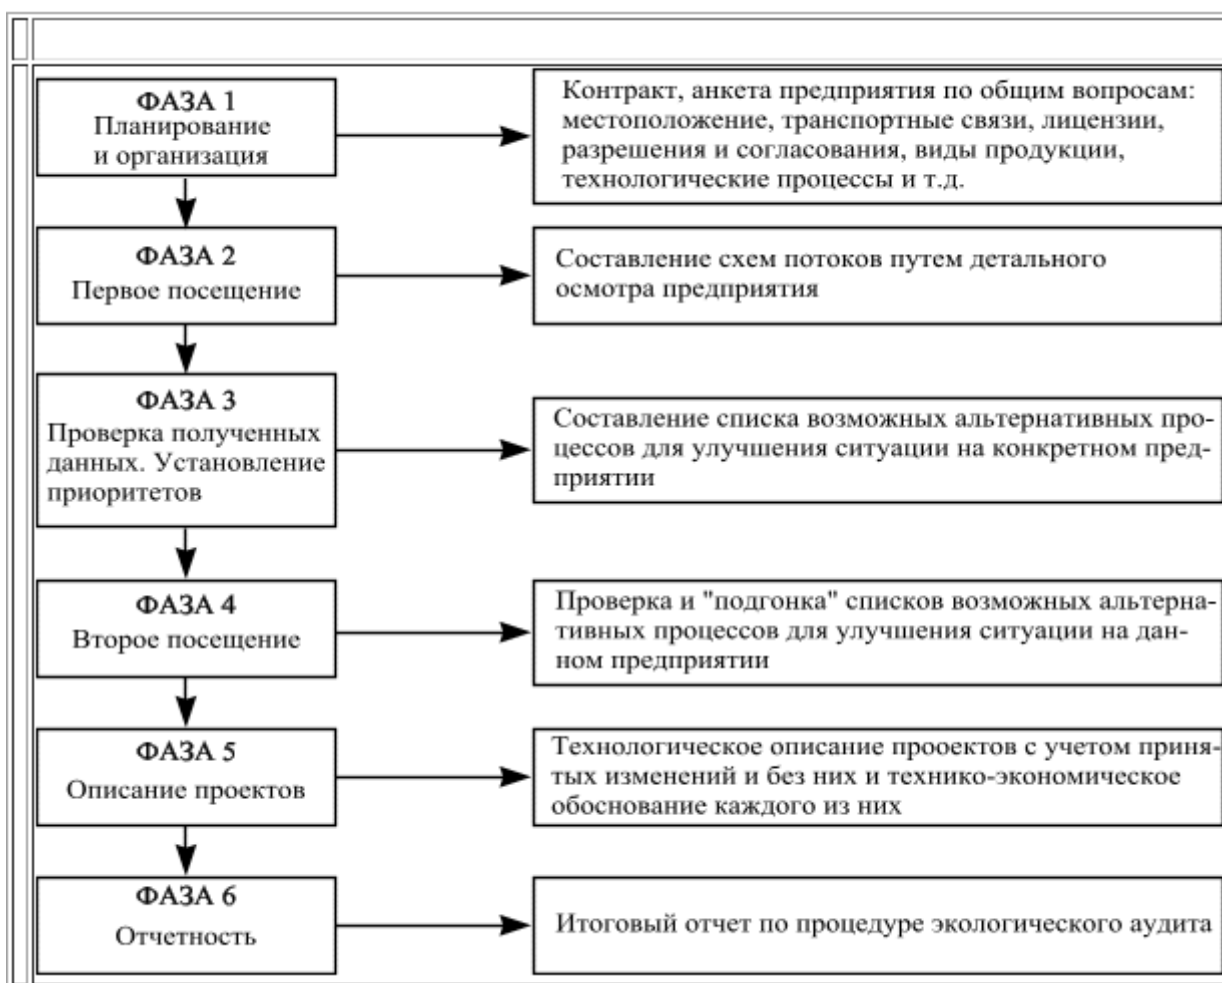 ФАЗА 1
Планирование
и организация
Контракт, анкета предприятия по общим вопросам:
местоположение, транспортные связи, лицензии,
разрешения и согласования, виды продукции,
технологические процессы и т.д.
ФАЗА 2
Первое посещение
Составление схем потоков путем детального
осмотра предприятия
ФАЗА 3
Проверка полученных
данных. Установление
приоритетов
Составление списка возможных альтернативных про-
цессов для улучшения ситуации на конкретном пред-
приятии
ФАЗА 4
Второе посещение
Проверка и "подгонка" списков возможных альтерна-
тивных процессов для улучшения ситуации на дан-
ном предприятии
ФАЗА 5
Описание проектов
Технологическое описание прооектов с учетом приня-
тых изменений и без них и технико-экономическое
обоснование каждого из них
ФАЗА 6
Отчетность
Итоговый отчет по процедуре экологического аудита